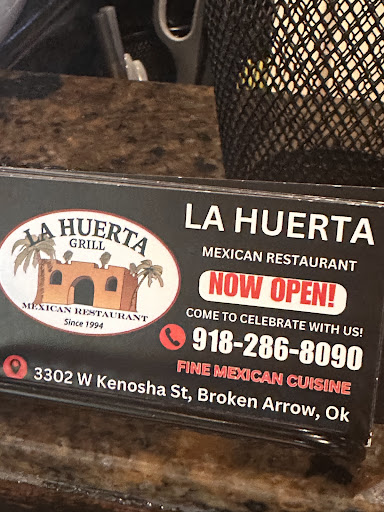 LA HUERTA
GRILL
MEXICAN RESTAURANT
Since 1994
LA HUERTA
MEXICAN RESTAURANT
NOW OPEN!
COME TO CELEBRATE WITH US!
918-286-8090
FINE MEXICAN CUISINE
3302 W Kenosha St, Broken Arrow, Ok